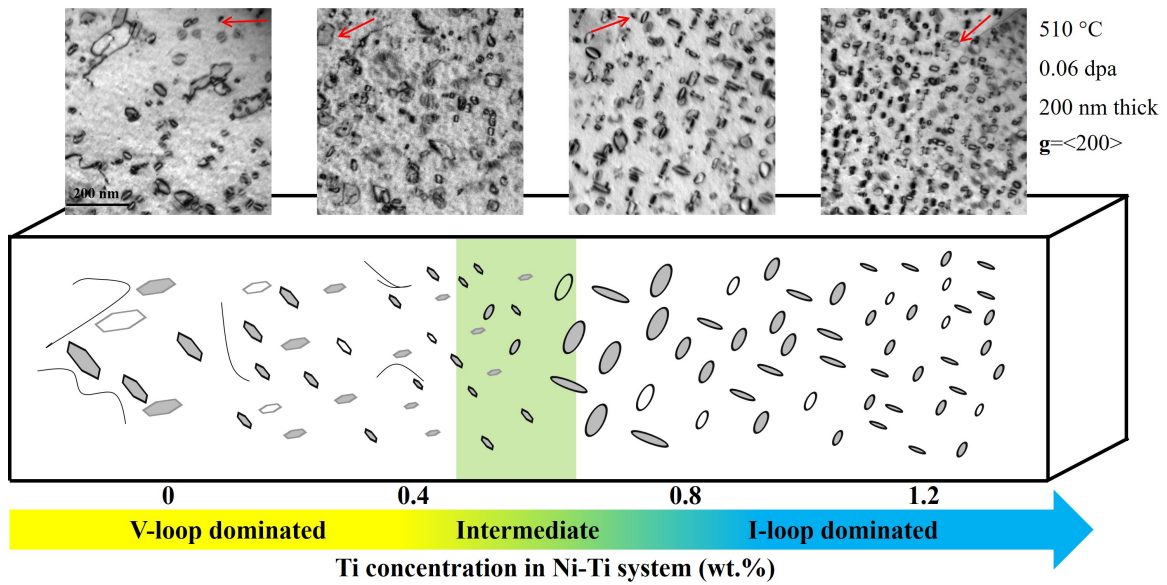 510 °C
0.06 dpa
200 nm thick
g=<200>
200 nm
0 0.4 0.8 1.2
V-loop dominated Intermediate I-loop dominated
Ti concentration in Ni-Ti system (wt.%)